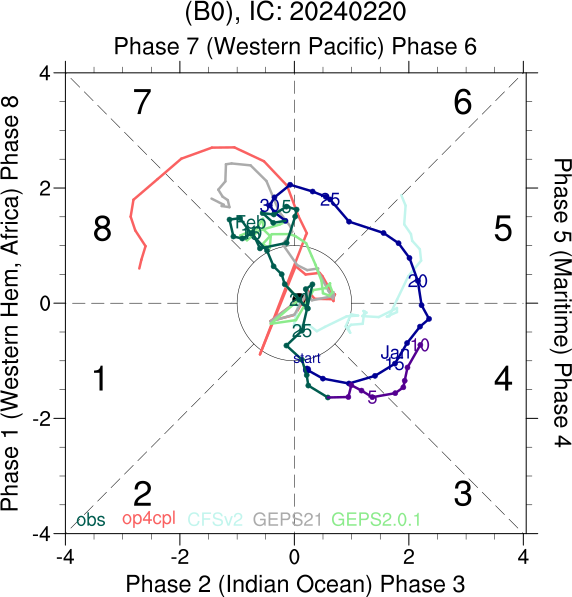 (B0), IC: 20240220
Phase 7 (Western Pacific) Phase 6
Phase 1 (Western Hem, Africa) Phase 8
Phase 5 (Maritime) Phase 4
4
2
0
-2
-4
7
6
8
5
1
4
2
3
30
5
25
Feb
20
Jan
10
15
25
start
5
obs op4cpl CFSv2 GEPS21 GEPS2.0.1
-4 -2 0 2 4
Phase 2 (Indian Ocean) Phase 3